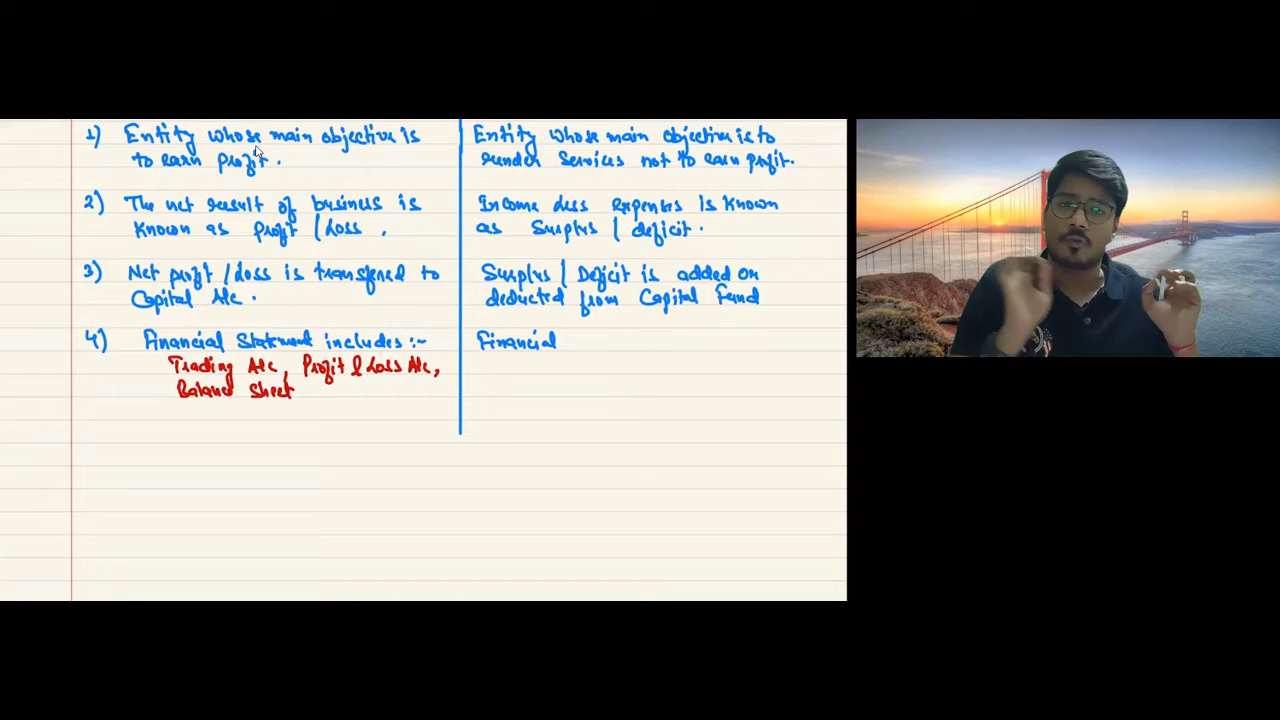 1) Entity whose main objective is
to earn profit.
Entity whose main objective is to
render Services not to earn profit.
2) The net result of business is
known as profit / Loss .
Income less expenses is known
as Surplus / deficit.
3) Net profit / Loss is transfered to
Capital A/c .
Surplus / Deficit is added or
deducted from Capital Fund
4) Financial Statement includes :-
Trading A/c, Profit & Loss A/c,
Balance Sheet
Financial